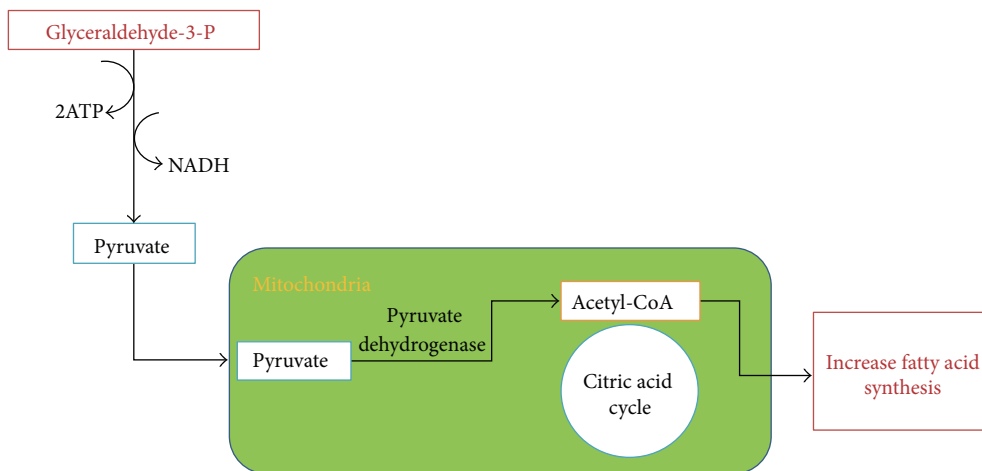 Glyceraldehyde-3-P
2ATP
NADH
Pyruvate
Mitochondria
Pyruvate
dehydrogenase
Pyruvate
Acetyl-CoA
Citric acid
cycle
Increase fatty acid
synthesis